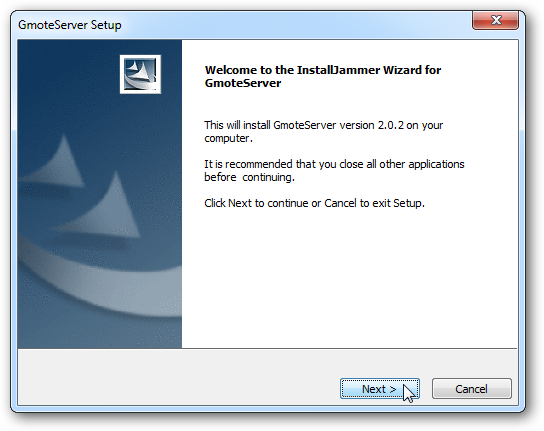 GmoteServer Setup
Welcome to the InstallJammer Wizard for
GmoteServer
This will install GmoteServer version 2.0.2 on your
computer.
It is recommended that you close all other applications
before  continuing.
Click Next to continue or Cancel to exit Setup.
Next >
Cancel